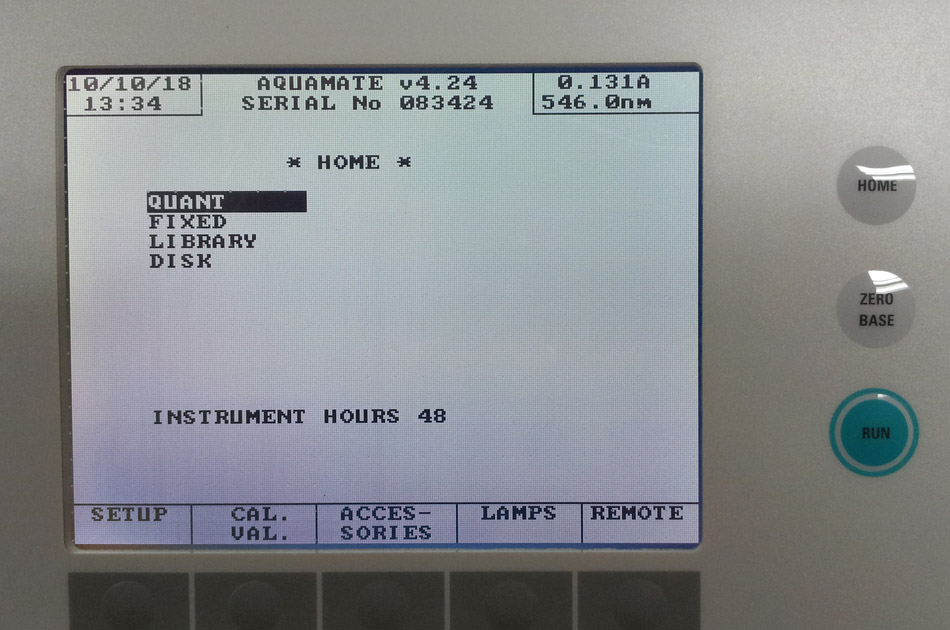 10/10/18 AQUAMATE v4.24 0.131A
13:34 SERIAL No 083424 546.0nm
* HOME *
QUANT
FIXED
LIBRARY
DISK
INSTRUMENT HOURS 48
SETUP CAL. ACCES- LAMPS REMOTE
VAL. SORIES
HOME
ZERO
BASE
RUN